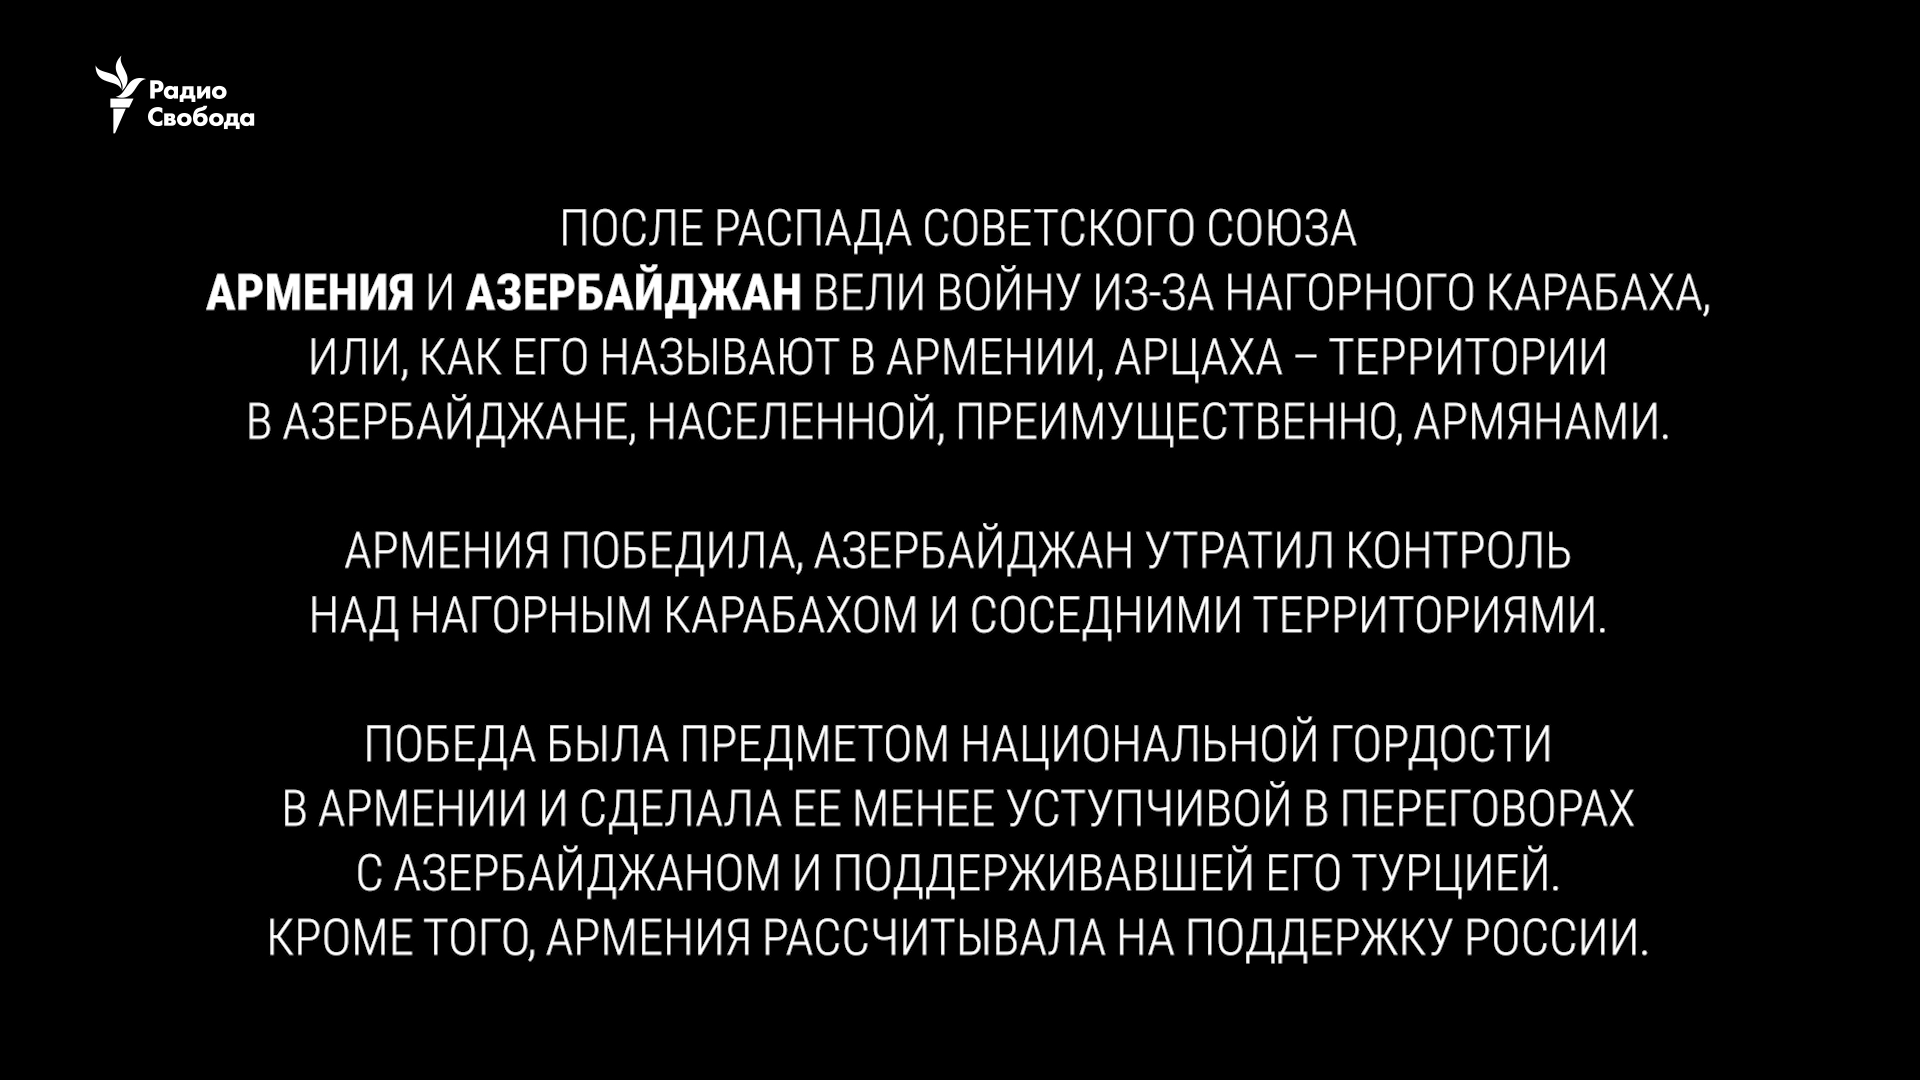 Радио
Свобода
ПОСЛЕ РАСПАДА СОВЕТСКОГО СОЮЗА
АРМЕНИЯ И АЗЕРБАЙДЖАН ВЕЛИ ВОЙНУ ИЗ-ЗА НАГОРНОГО КАРАБАХА,
ИЛИ, КАК ЕГО НАЗЫВАЮТ В АРМЕНИИ, АРЦАХА – ТЕРРИТОРИИ
В АЗЕРБАЙДЖАНЕ, НАСЕЛЕННОЙ, ПРЕИМУЩЕСТВЕННО, АРМЯНАМИ.
АРМЕНИЯ ПОБЕДИЛА, АЗЕРБАЙДЖАН УТРАТИЛ КОНТРОЛЬ
НАД НАГОРНЫМ КАРАБАХОМ И СОСЕДНИМИ ТЕРРИТОРИЯМИ.
ПОБЕДА БЫЛА ПРЕДМЕТОМ НАЦИОНАЛЬНОЙ ГОРДОСТИ
В АРМЕНИИ И СДЕЛАЛА ЕЕ МЕНЕЕ УСТУПЧИВОЙ В ПЕРЕГОВОРАХ
С АЗЕРБАЙДЖАНОМ И ПОДДЕРЖИВАВШЕЙ ЕГО ТУРЦИЕЙ.
КРОМЕ ТОГО, АРМЕНИЯ РАССЧИТЫВАЛА НА ПОДДЕРЖКУ РОССИИ.